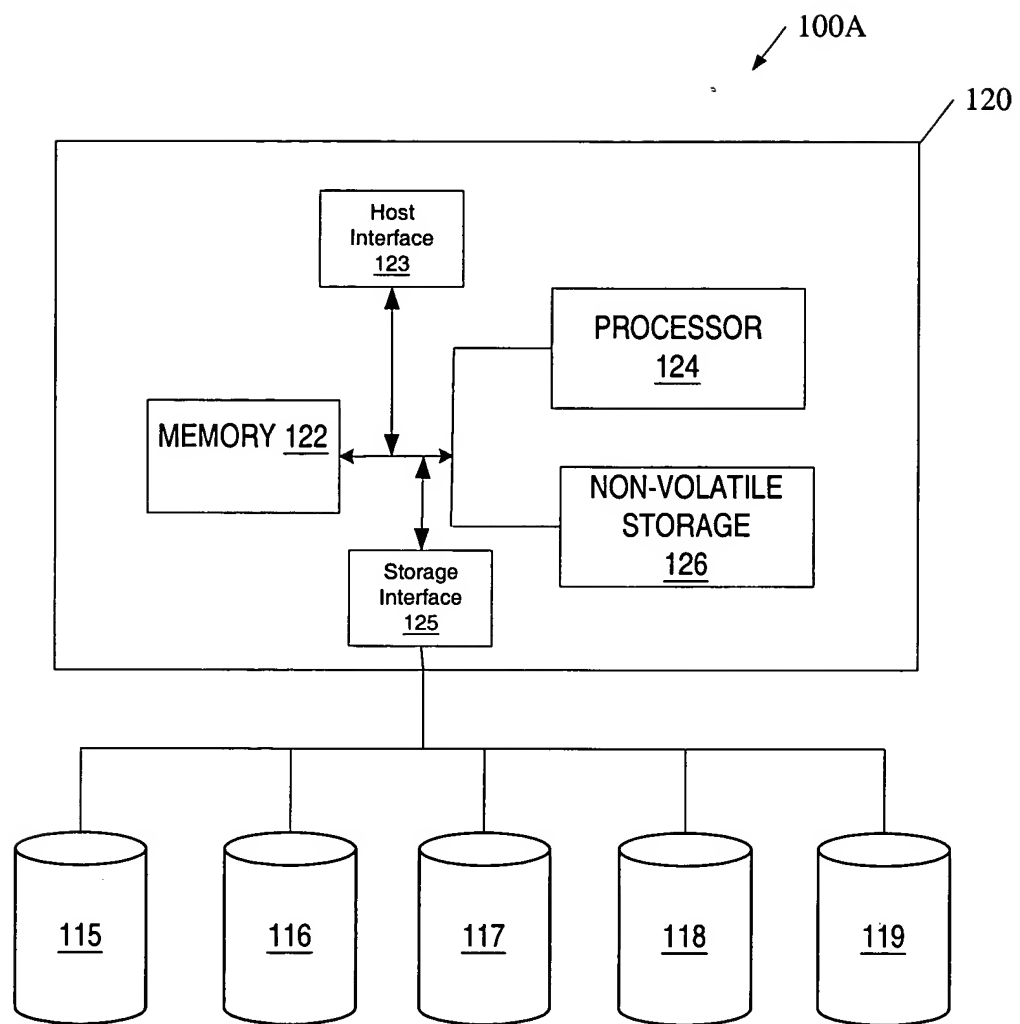 100A
120
Host
Interface
123
PROCESSOR
124
MEMORY 122
NON-VOLATILE
STORAGE
126
Storage
Interface
125
115
116
117
118
119